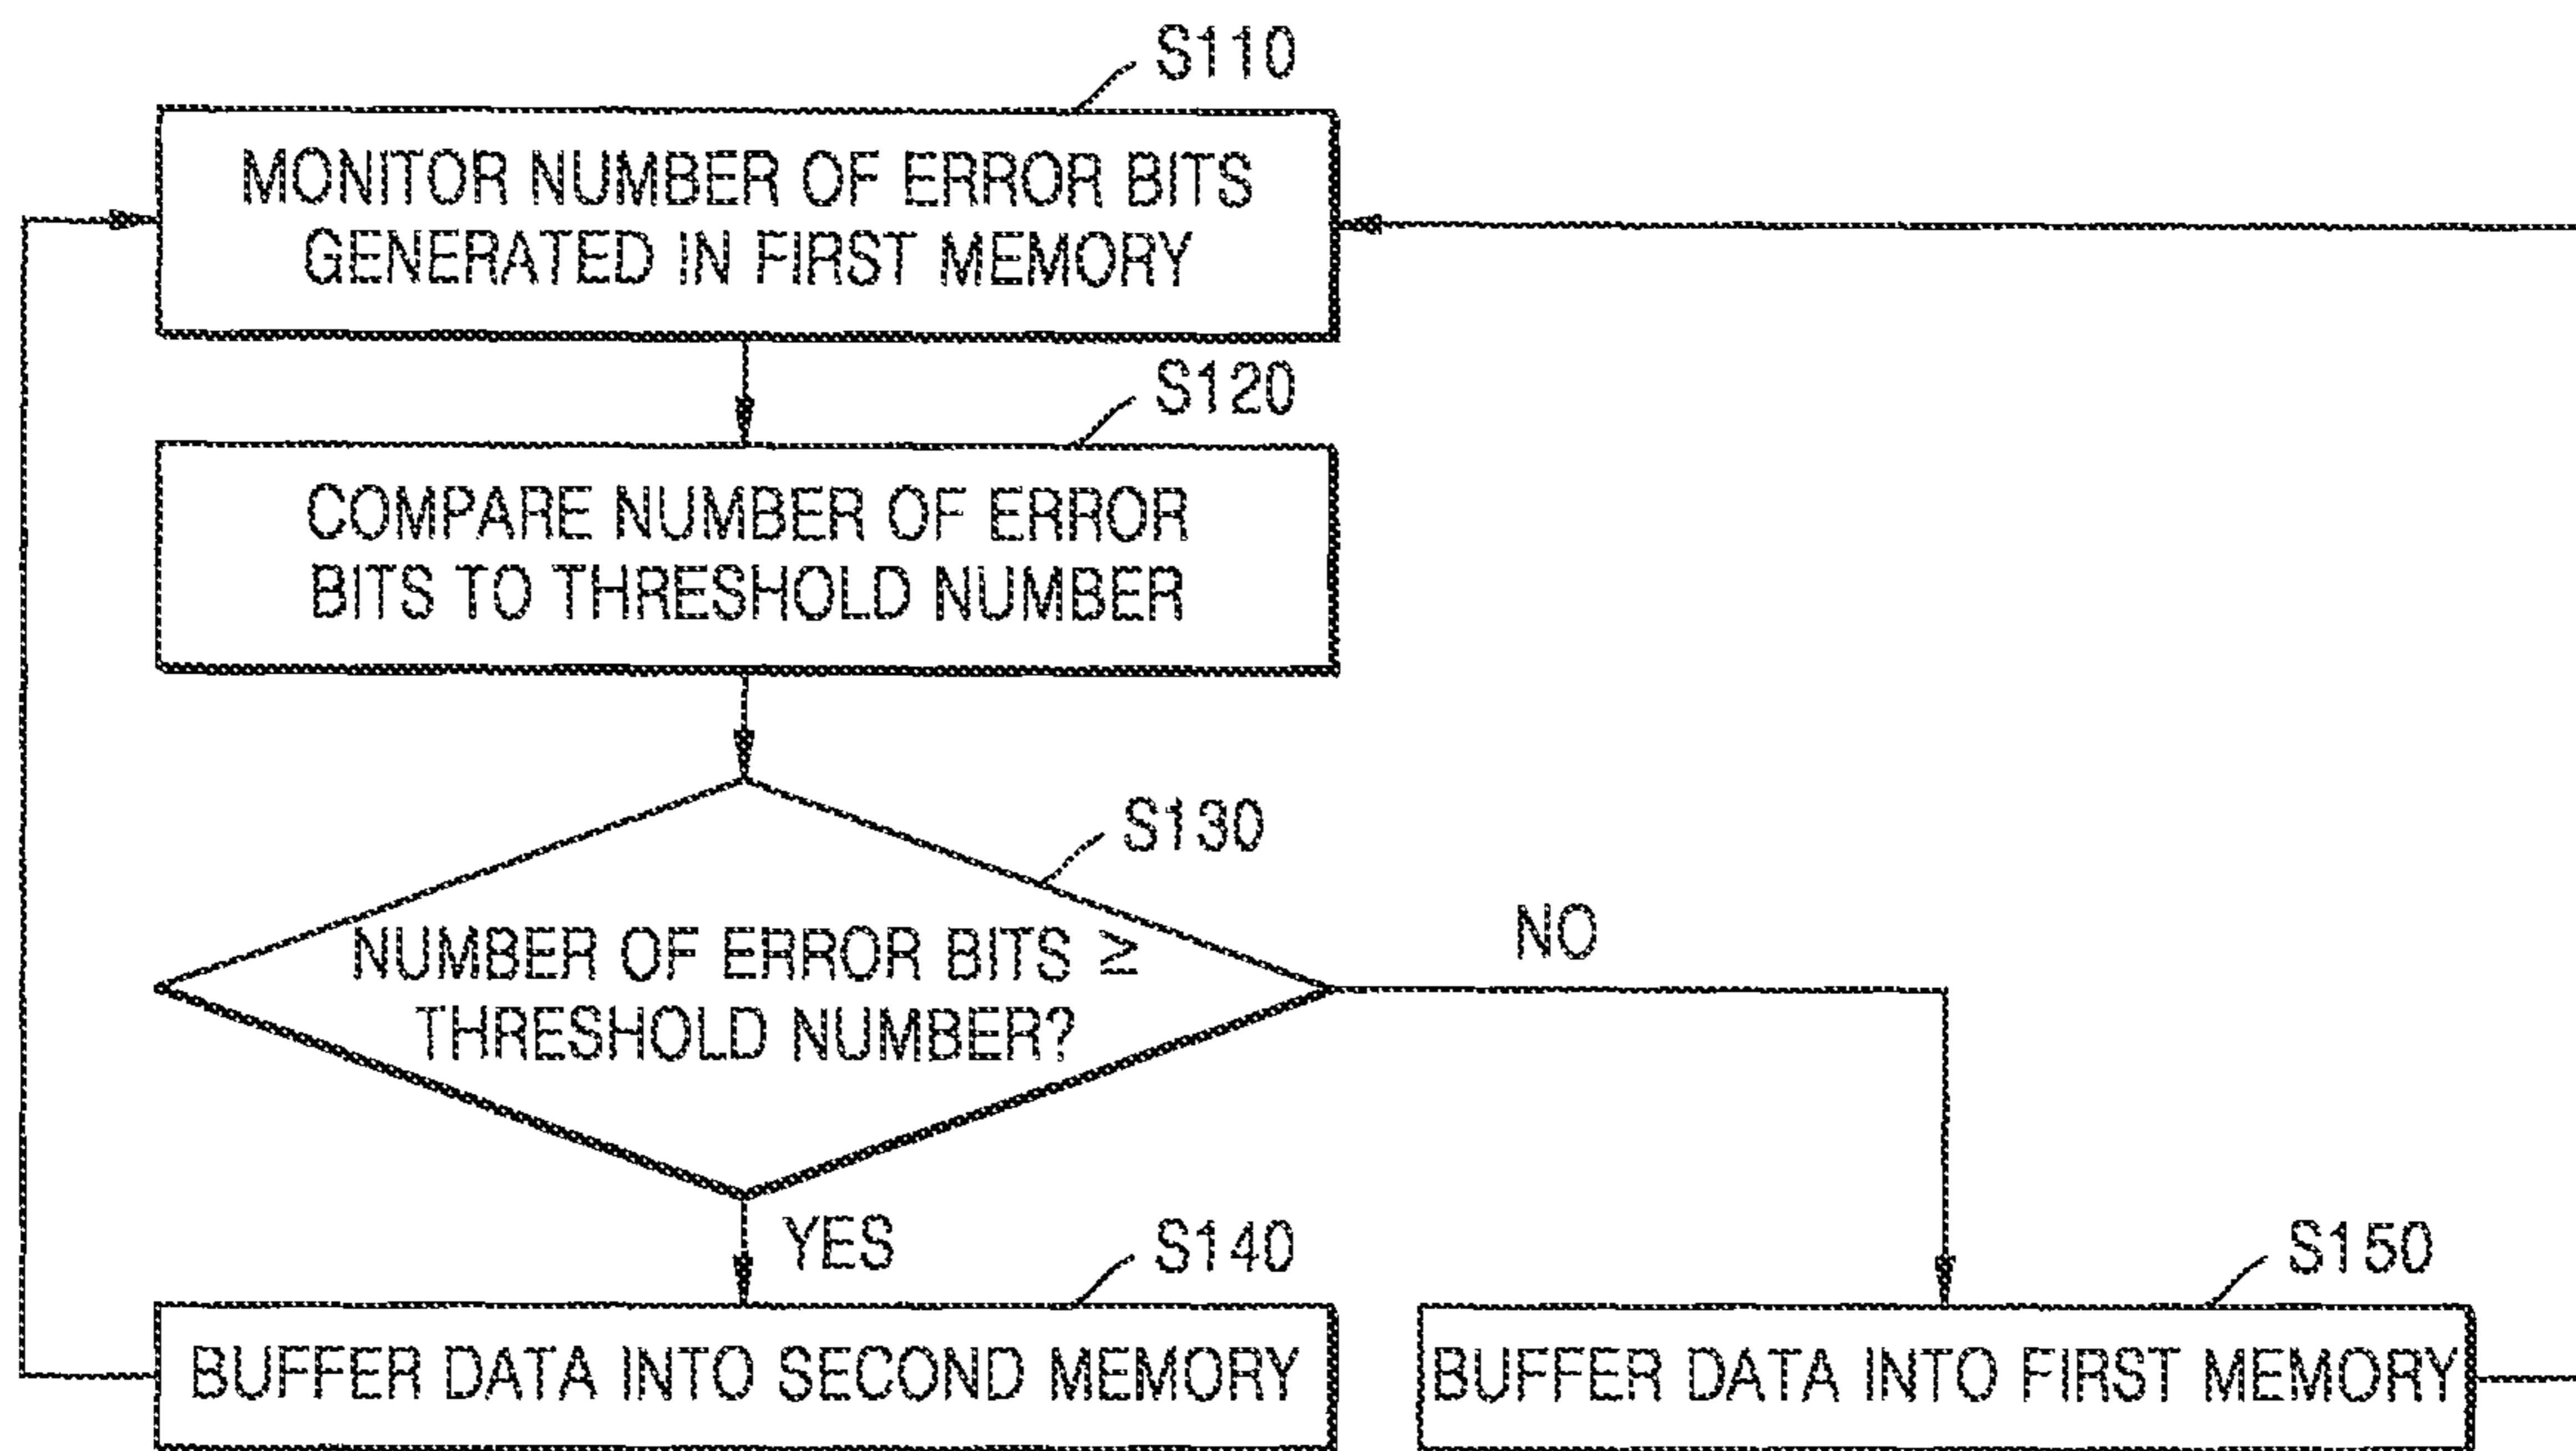 S110
MONITOR NUMBER OF ERROR BITS
GENERATED IN FIRST MEMORY
S120
COMPARE NUMBER OF ERROR
BITS TO THRESHOLD NUMBER
S130
NUMBER OF ERROR BITS ≥
THRESHOLD NUMBER?
NO
YES
S140
BUFFER DATA INTO SECOND MEMORY
S150
BUFFER DATA INTO FIRST MEMORY